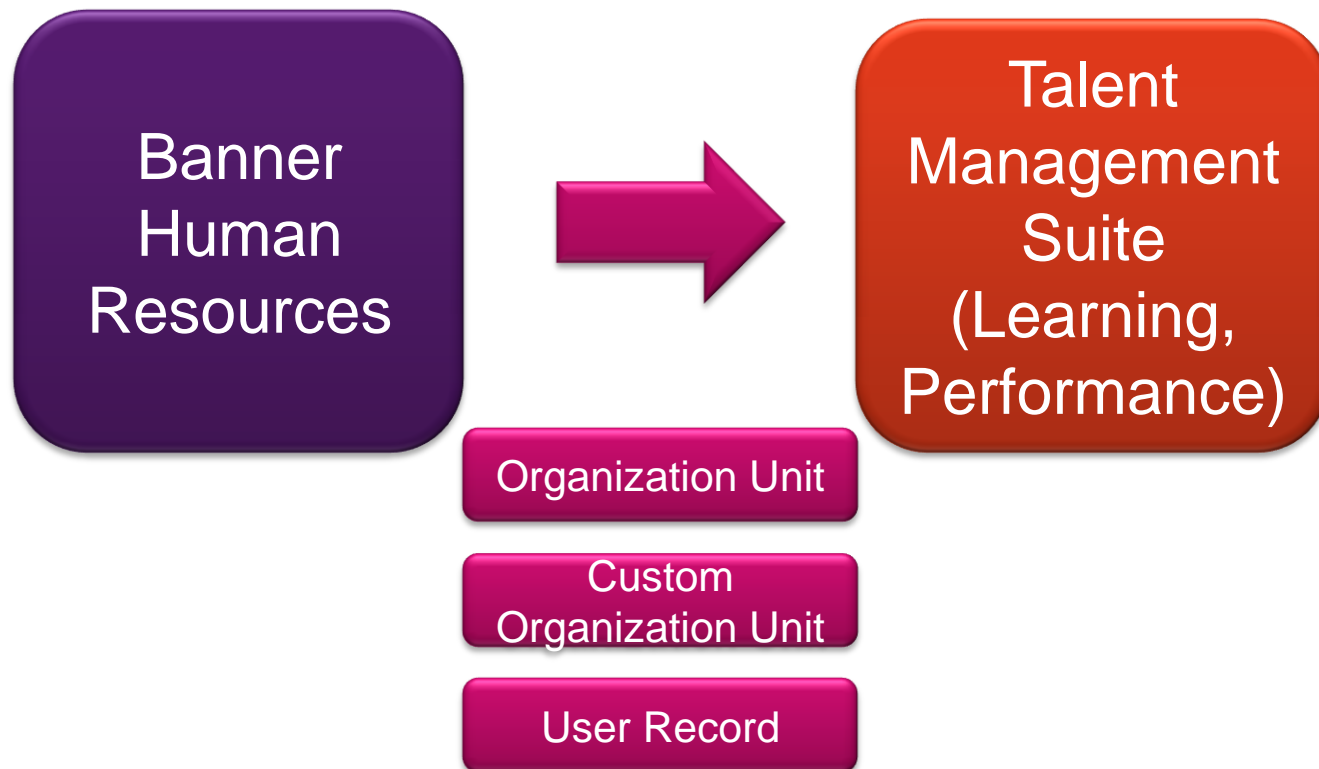 Banner
Human
Resources
Talent
Management
Suite
(Learning,
Performance)
Organization Unit
Custom
Organization Unit
User Record